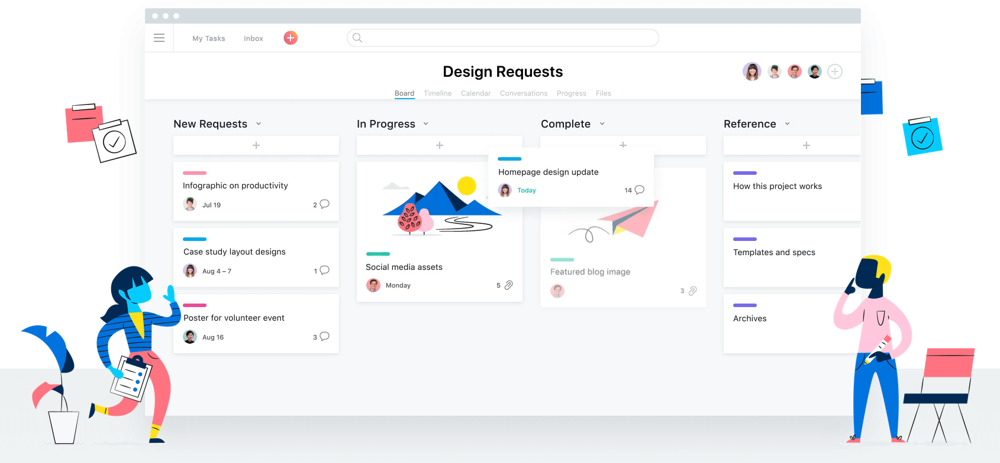 My Tasks
Inbox
Design Requests
Board
Timeline
Calendar
Conversations
Progress
Files
New Requests
Infographic on productivity
Jul 19
2
Case study layout designs
Aug 4 – 7
1
Poster for volunteer event
Aug 16
3
In Progress
Social media assets
Monday
5
Complete
Homepage design update
Today
14
Featured blog image
3
Reference
How this project works
Templates and specs
Archives